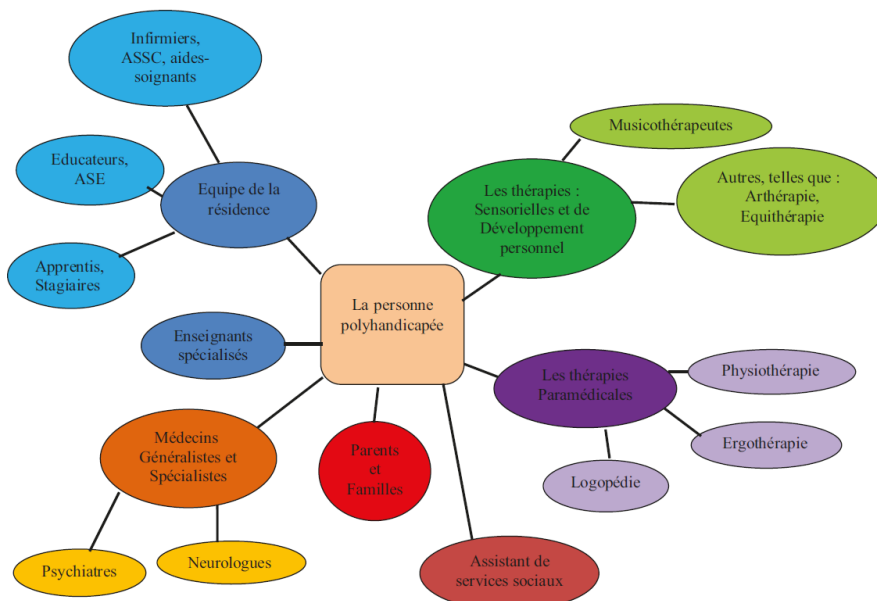 Infirmiers,
ASSC, aides-
soignants
Educateurs,
ASE
Equipe de la
résidence
Apprentis,
Stagiaires
Musicothérapeutes
Les thérapies :
Sensorielles et de
Développement
personnel
Autres, telles que :
Arthérapie,
Equithérapie
La personne
polyhandicapée
Enseignants
spécialisés
Les thérapies
Paramédicales
Physiothérapie
Ergothérapie
Logopédie
Médecins
Généralistes et
Spécialistes
Parents
et
Familles
Psychiatres
Neurologues
Assistant de
services sociaux